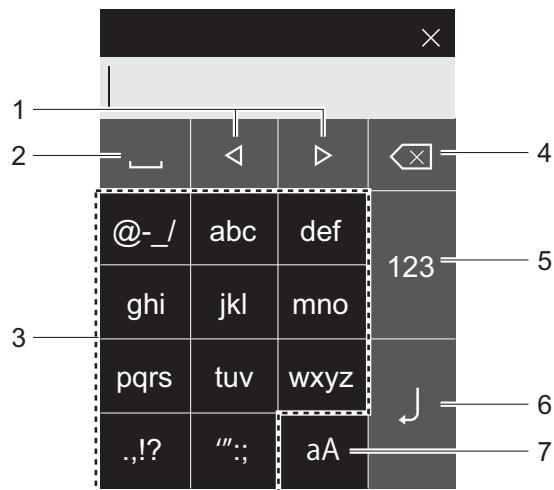 1
2
4
@-_/ abc def
123
5
ghi jkl mno
3
pqrs tuv wxyz
6
.,!? '":; aA
7